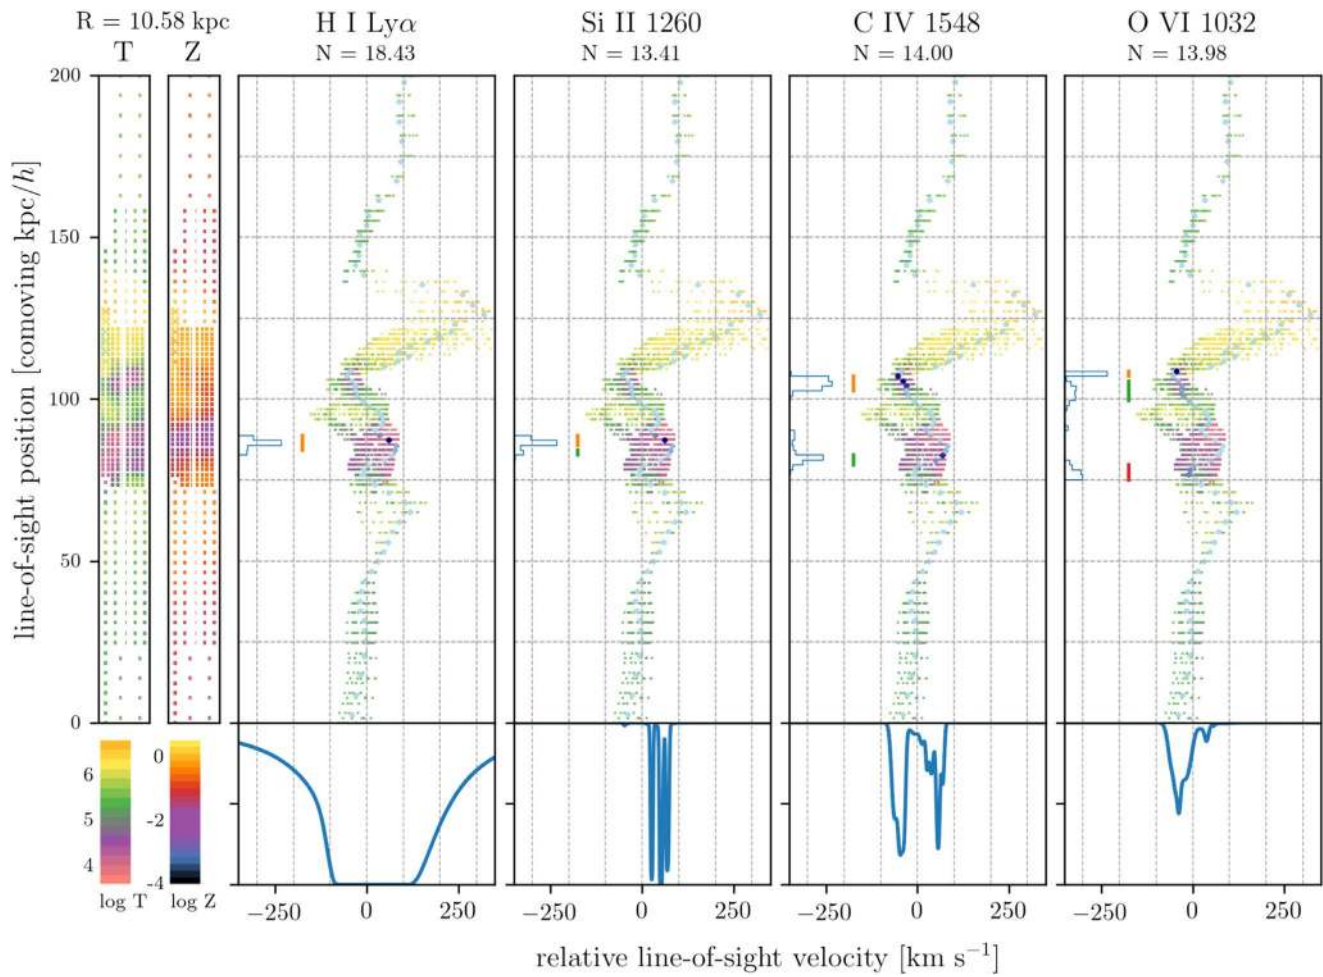 R = 10.58 kpc
T Z
H I Lyα
N = 18.43
Si II 1260
N = 13.41
C IV 1548
N = 14.00
O VI 1032
N = 13.98
line-of-sight position [comoving kpc/h]
200
150
100
50
0
6
5
4
log T
0
-2
-4
log Z
−250 0 250
−250 0 250
−250 0 250
−250 0 250
relative line-of-sight velocity [km s⁻¹]